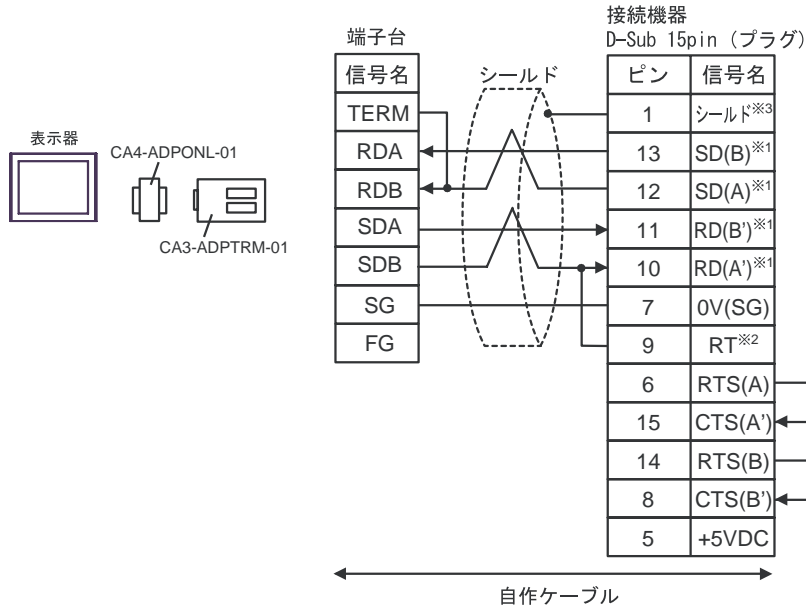 接続機器
D-Sub 15pin (プラグ)
端子台
信号名
シールド
ピン 信号名
TERM
1 シールド※3
表示器
CA4-ADPONL-01
RDA
13 SD(B)※1
RDB
12 SD(A)※1
SDA
11 RD(B’)※1
CA3-ADPTRM-01
SDB
10 RD(A’)※1
SG
7 0V(SG)
FG
9 RT※2
6 RTS(A)
15 CTS(A’)
14 RTS(B)
8 CTS(B’)
5 +5VDC
自作ケーブル